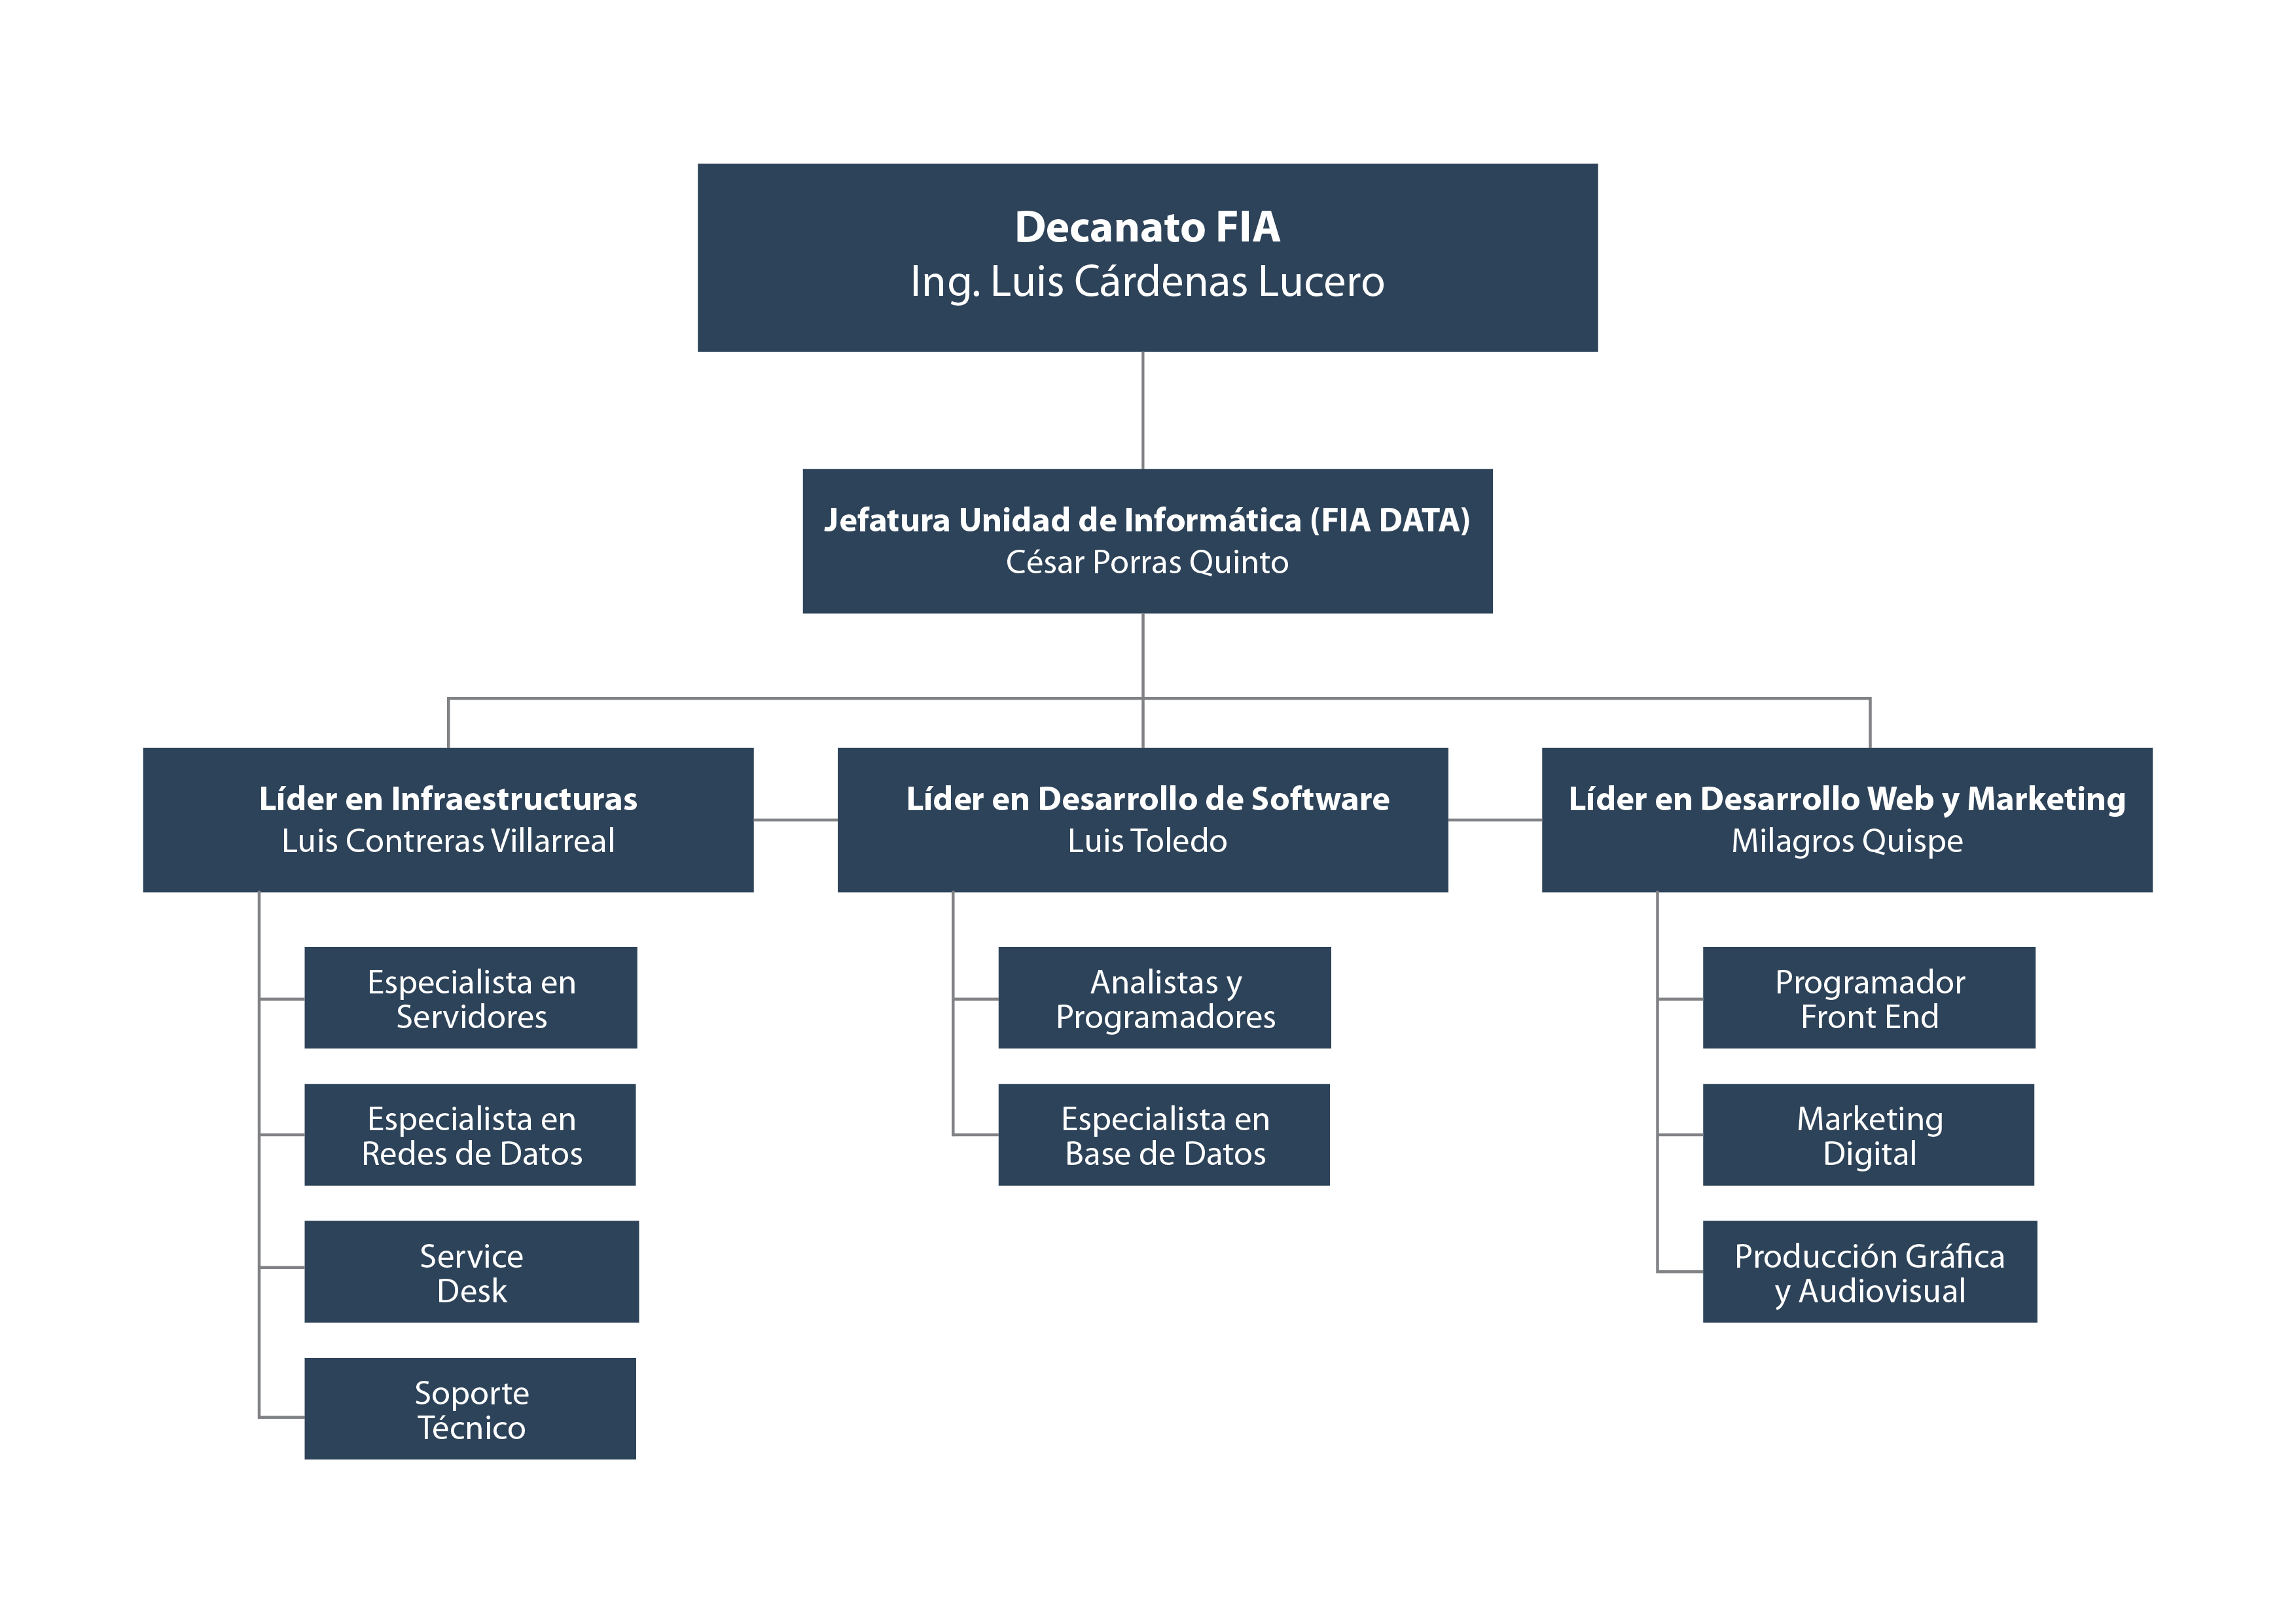 Decanato FIA
Ing. Luis Cárdenas Lucero
Jefatura Unidad de Informática (FIA DATA)
César Porras Quinto
Líder en Infraestructuras
Luis Contreras Villarreal
Líder en Desarrollo de Software
Luis Toledo
Líder en Desarrollo Web y Marketing
Milagros Quispe
Especialista en
Servidores
Especialista en
Redes de Datos
Service
Desk
Soporte
Técnico
Analistas y
Programadores
Especialista en
Base de Datos
Programador
Front End
Marketing
Digital
Producción Gráfica
y Audiovisual